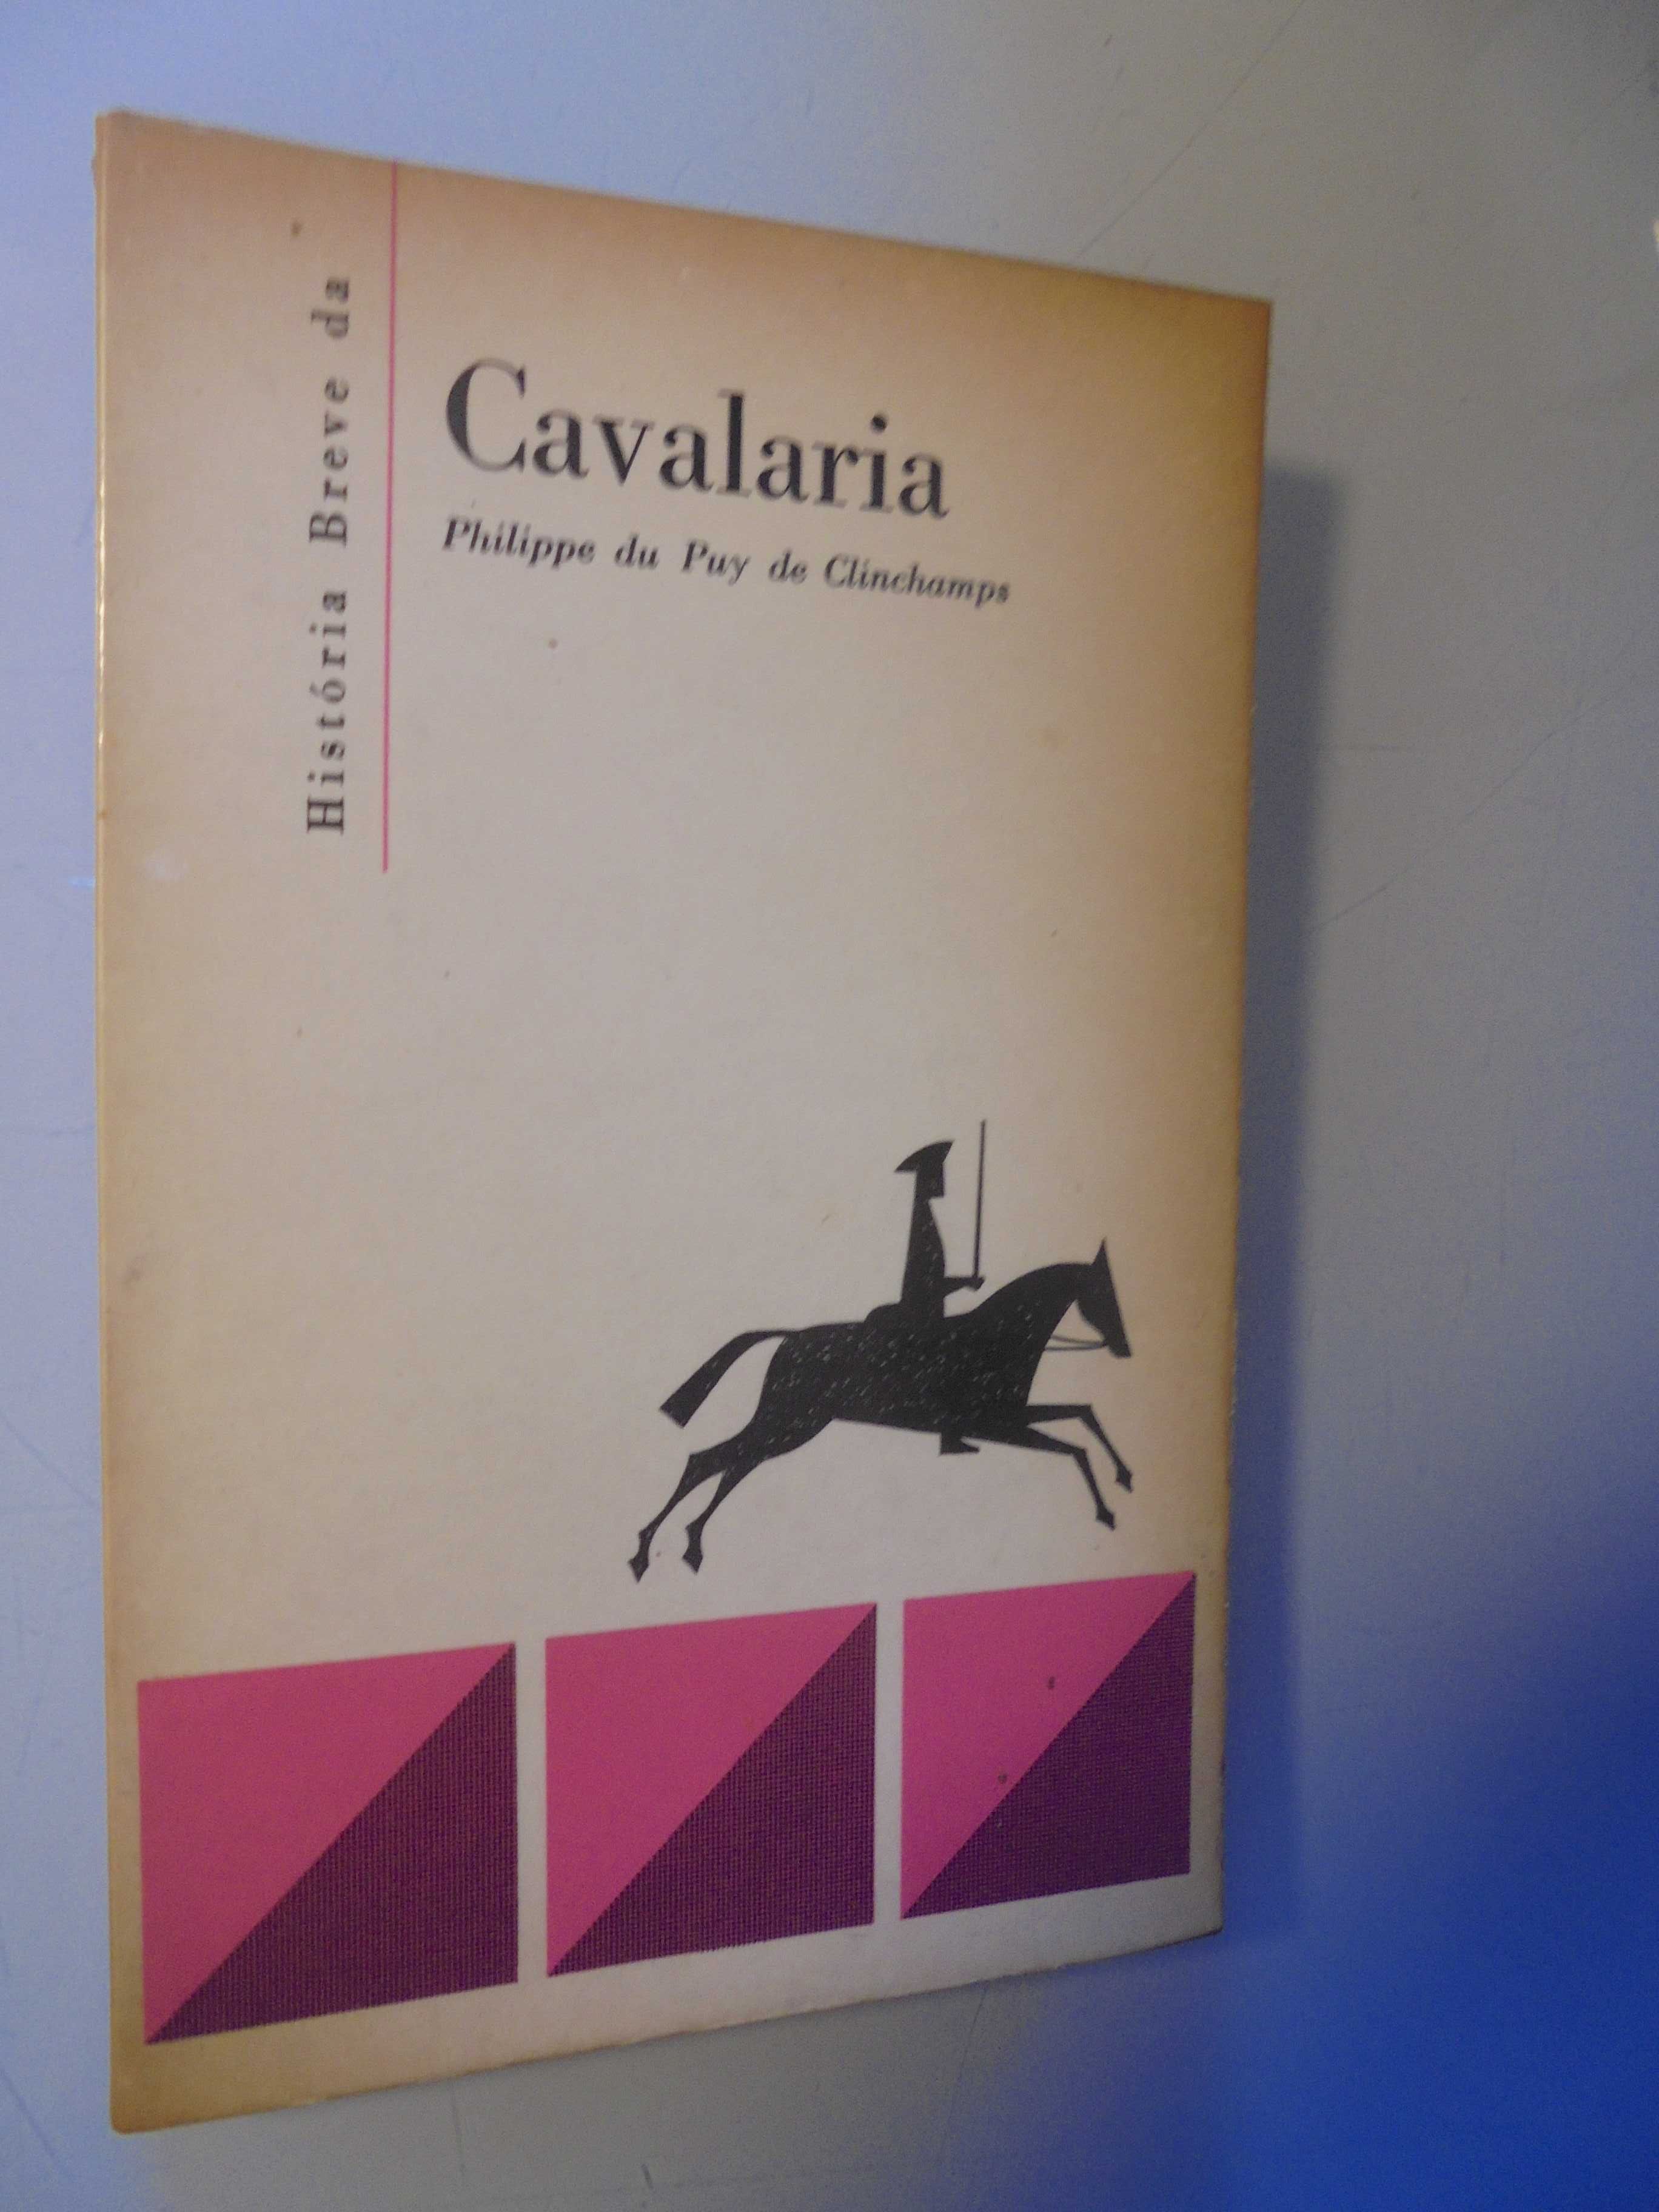 História Breve da
Cavalaria
Philippe du Puy de Clinchamps